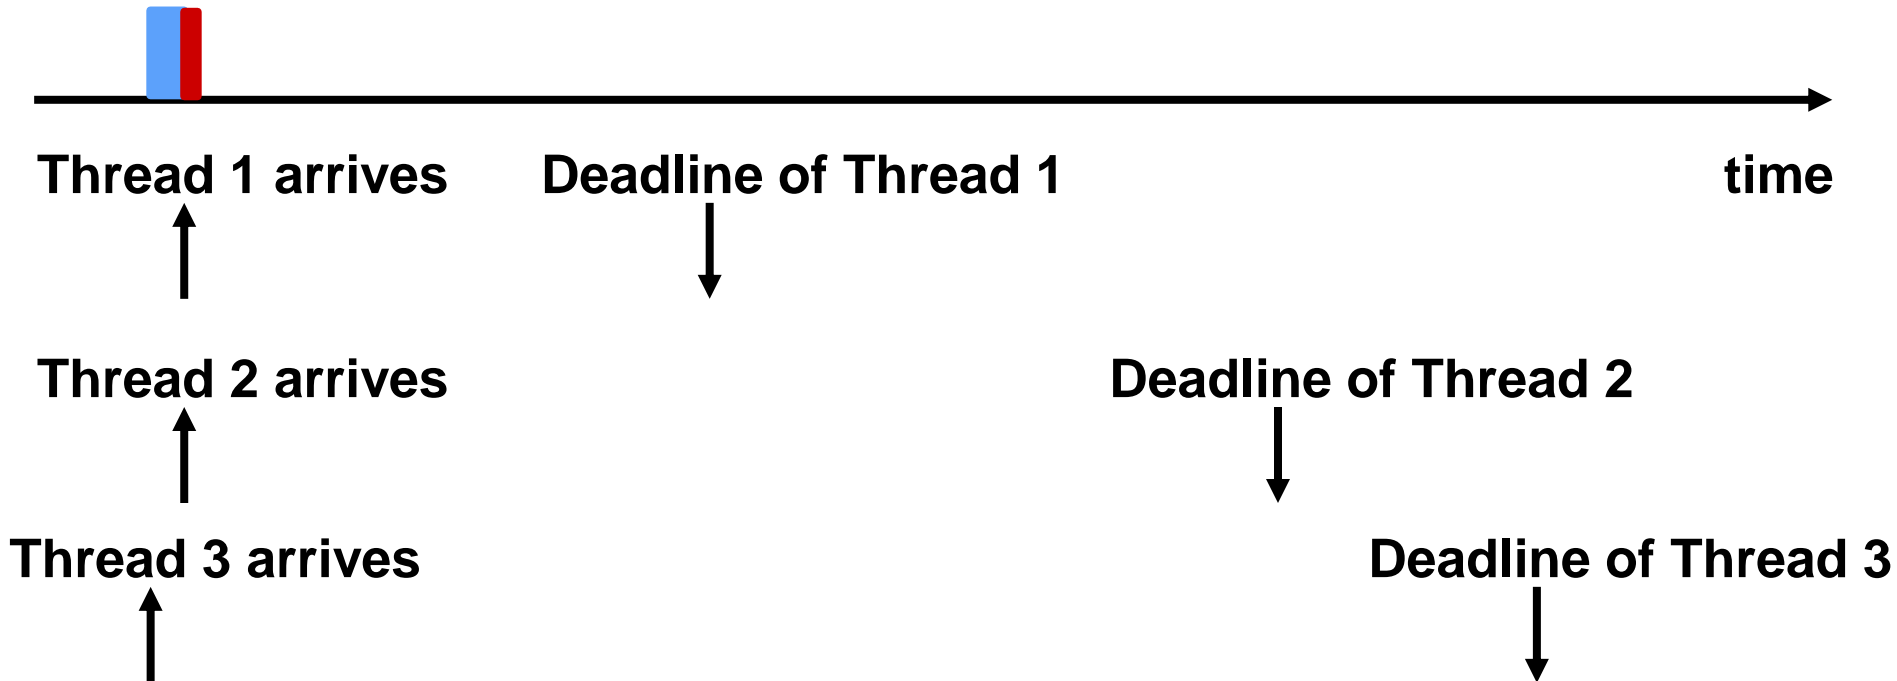 Thread 1 arrives Deadline of Thread 1 time
Thread 2 arrives Deadline of Thread 2
Thread 3 arrives Deadline of Thread 3